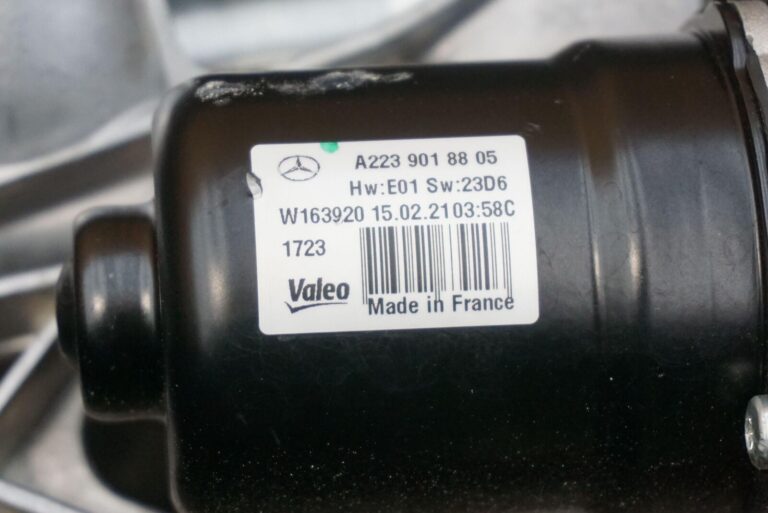 A223 901 88 05
Hw:E01 Sw:23D6
W163920 15.02.2103:58C
1723
Valeo
Made in France